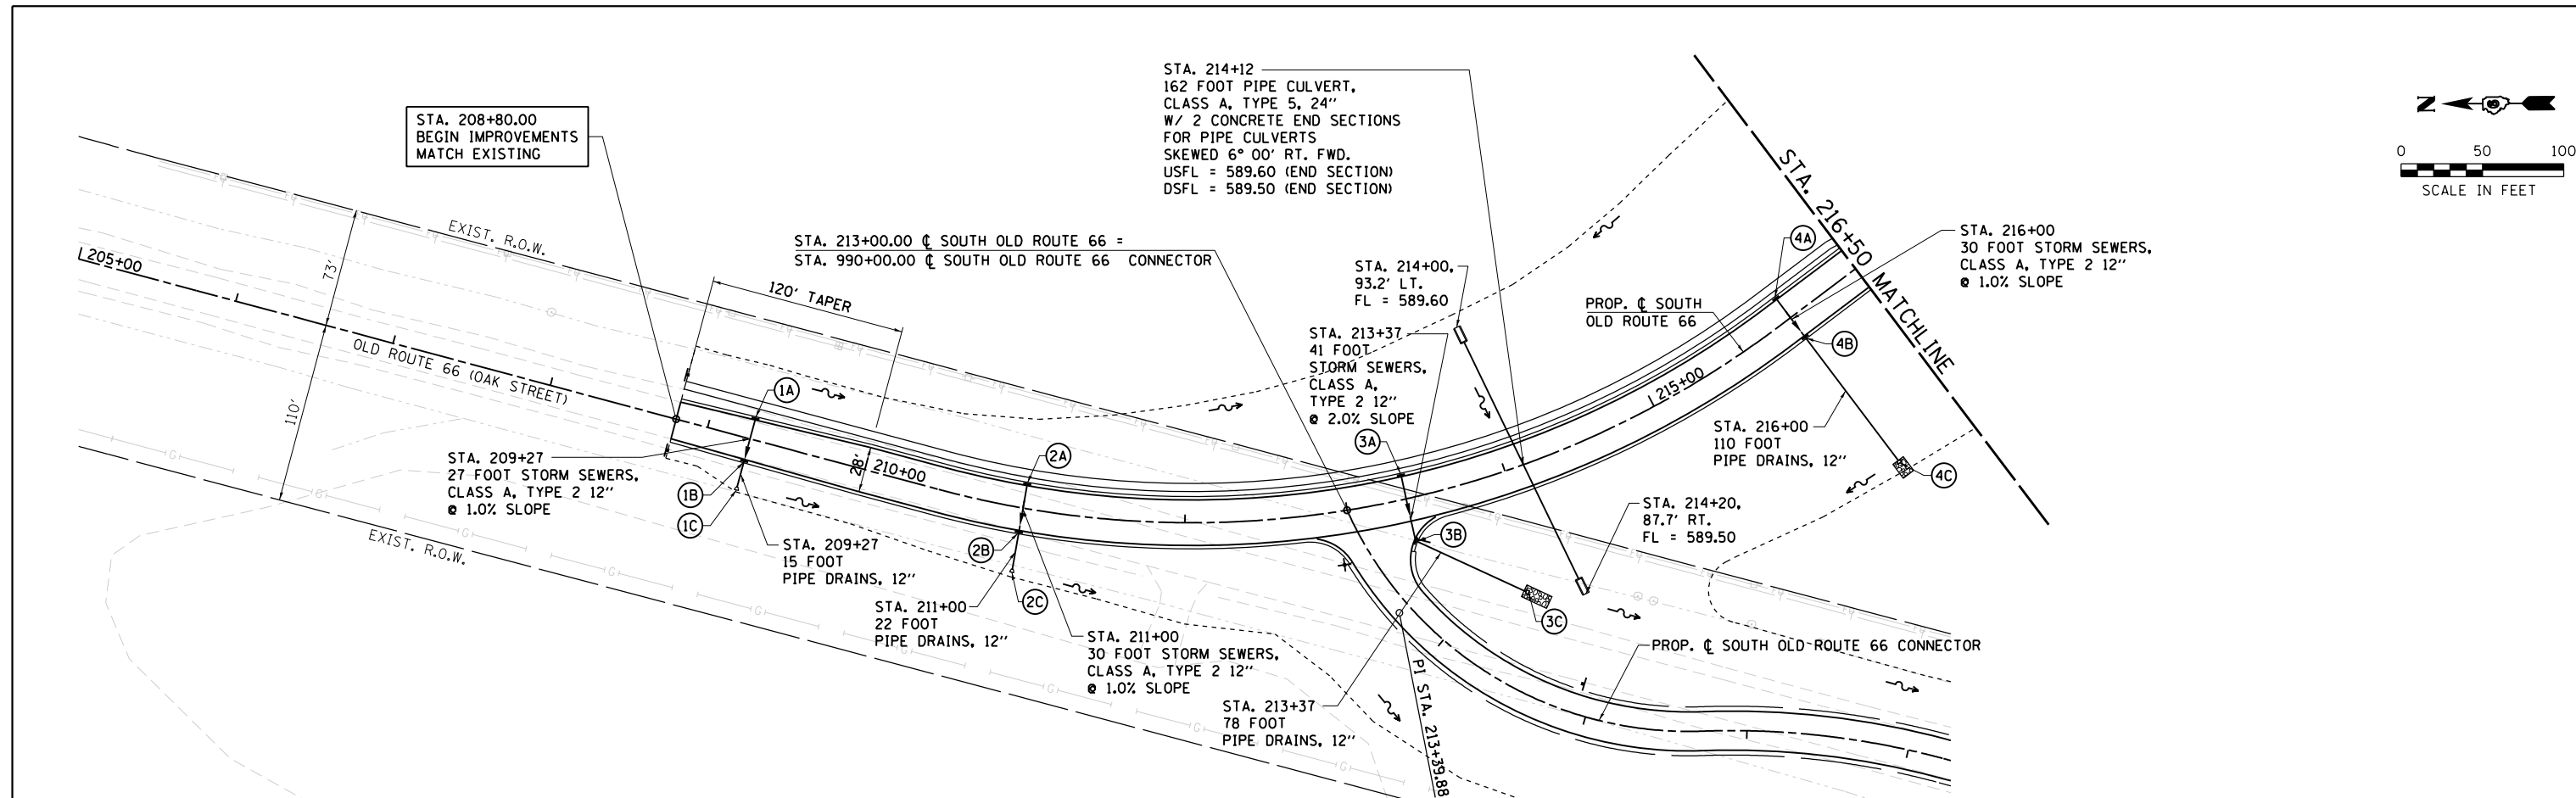 STA. 214+12
162 FOOT PIPE CULVERT,
CLASS A, TYPE 5, 24"
W/ 2 CONCRETE END SECTIONS
FOR PIPE CULVERTS
SKEWED 6° 00' RT. FWD.
USFL = 589.60 (END SECTION)
DSFL = 589.50 (END SECTION)
N
0 50 100
SCALE IN FEET
STA. 208+80.00
BEGIN IMPROVEMENTS
MATCH EXISTING
STA. 216+50 MATCHLINE
EXIST. R.O.W.
73'
205+00
110'
OLD ROUTE 66 (OAK STREET)
120' TAPER
STA. 213+00.00 ℄ SOUTH OLD ROUTE 66 =
STA. 990+00.00 ℄ SOUTH OLD ROUTE 66 CONNECTOR
STA. 214+00,
93.2' LT.
FL = 589.60
PROP. ℄ SOUTH
OLD ROUTE 66
4A
STA. 216+00
30 FOOT STORM SEWERS,
CLASS A, TYPE 2 12"
@ 1.0% SLOPE
STA. 213+37
41 FOOT
STORM SEWERS,
CLASS A,
TYPE 2 12"
@ 2.0% SLOPE
4B
215+00
1A
3A
2A
28'
210+00
STA. 209+27
27 FOOT STORM SEWERS,
CLASS A, TYPE 2 12"
@ 1.0% SLOPE
1B
1C
STA. 216+00
110 FOOT
PIPE DRAINS, 12"
4C
STA. 214+20,
87.7' RT.
FL = 589.50
EXIST. R.O.W.
STA. 209+27
15 FOOT
PIPE DRAINS, 12"
2B
3B
2C
3C
STA. 211+00
22 FOOT
PIPE DRAINS, 12"
STA. 211+00
30 FOOT STORM SEWERS,
CLASS A, TYPE 2 12"
@ 1.0% SLOPE
PROP. ℄ SOUTH OLD ROUTE 66 CONNECTOR
STA. 213+37
78 FOOT
PIPE DRAINS, 12"
PI STA. 213+39.88